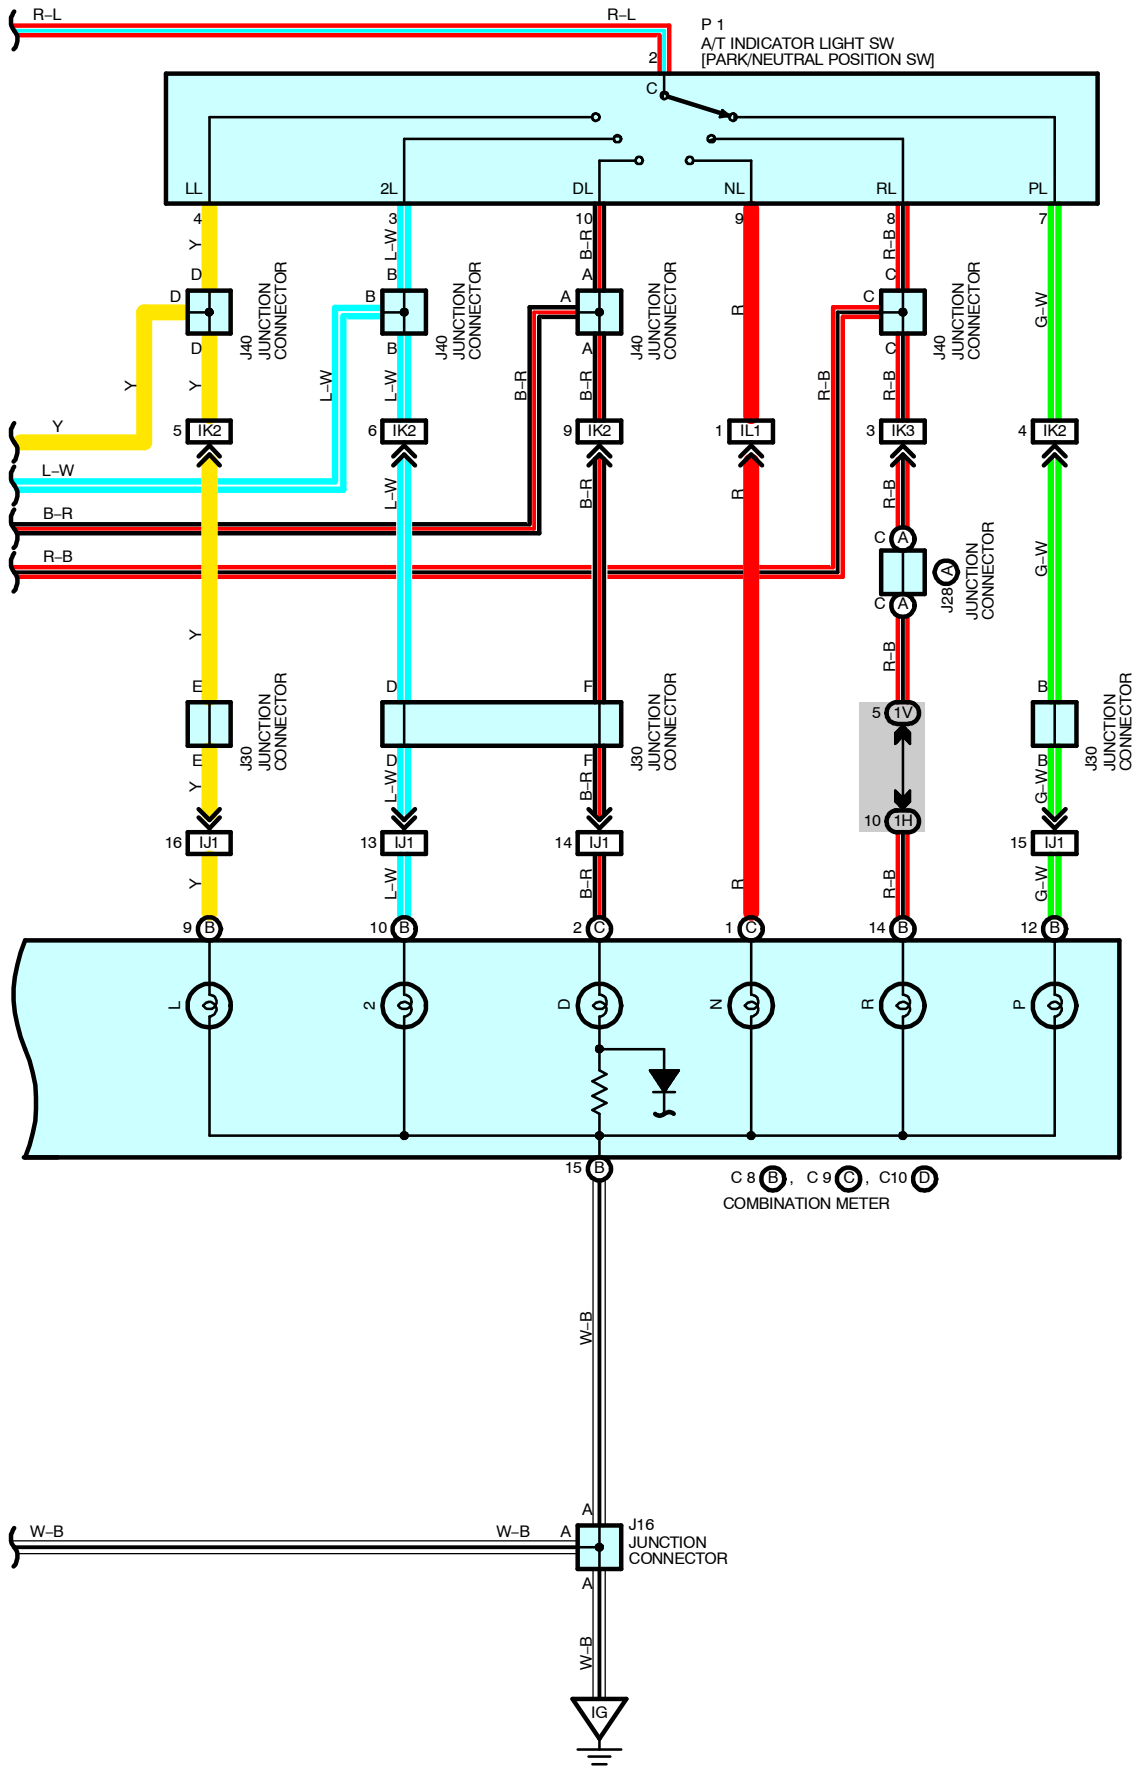 R–L
R–L
P 1
A/T INDICATOR LIGHT SW
[PARK/NEUTRAL POSITION SW]
2
C
LL
2L
DL
NL
RL
PL
4
3
10
9
8
7
Y
L–W
B–R
R–B
D
B
A
C
D
B
A
C
J40
JUNCTION
CONNECTOR
J40
JUNCTION
CONNECTOR
J40
JUNCTION
CONNECTOR
J40
JUNCTION
CONNECTOR
R
G–W
D
B
A
C
Y
Y
L–W
L–W
B–R
B–R
R–B
R–B
Y
5 IK2
6 IK2
9 IK2
1 IL1
3 IK3
4 IK2
L–W
L–W
B–R
R
R–B
B–R
C A
R–B
G–W
J28 A
JUNCTION
CONNECTOR
C A
Y
R–B
E
D
F
B
5 1V
J30
JUNCTION
CONNECTOR
J30
JUNCTION
CONNECTOR
J30
JUNCTION
CONNECTOR
E
D
F
B
Y
L–W
B–R
G–W
10 1H
16 IJ1
13 IJ1
14 IJ1
15 IJ1
Y
L–W
B–R
R
R–B
G–W
9 B
10 B
2 C
1 C
14 B
12 B
L
2
D
N
R
P
15 B
C 8 B , C 9 C , C10 D
COMBINATION METER
W–B
A
J16
JUNCTION
CONNECTOR
W–B
W–B
A
A
W–B
IG